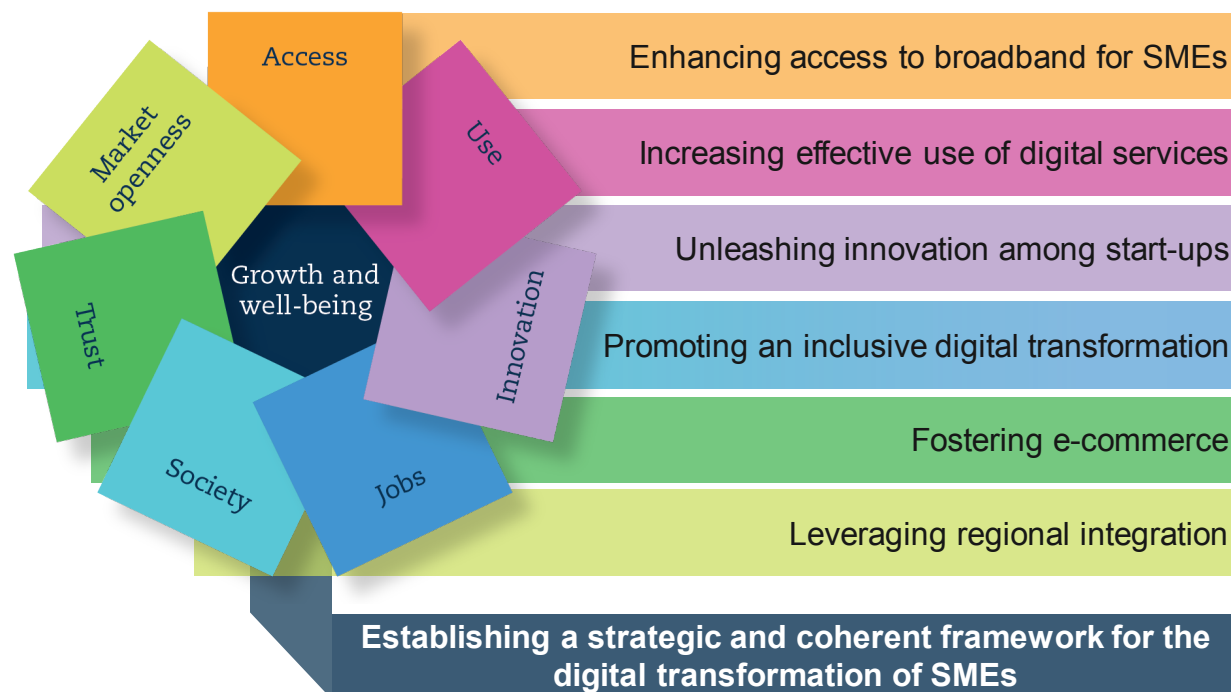 Access
Use
Innovation
Jobs
Society
Trust
Market
openness
Growth and
well-being
Enhancing access to broadband for SMEs
Increasing effective use of digital services
Unleashing innovation among start-ups
Promoting an inclusive digital transformation
Fostering e-commerce
Leveraging regional integration
Establishing a strategic and coherent framework for the
digital transformation of SMEs